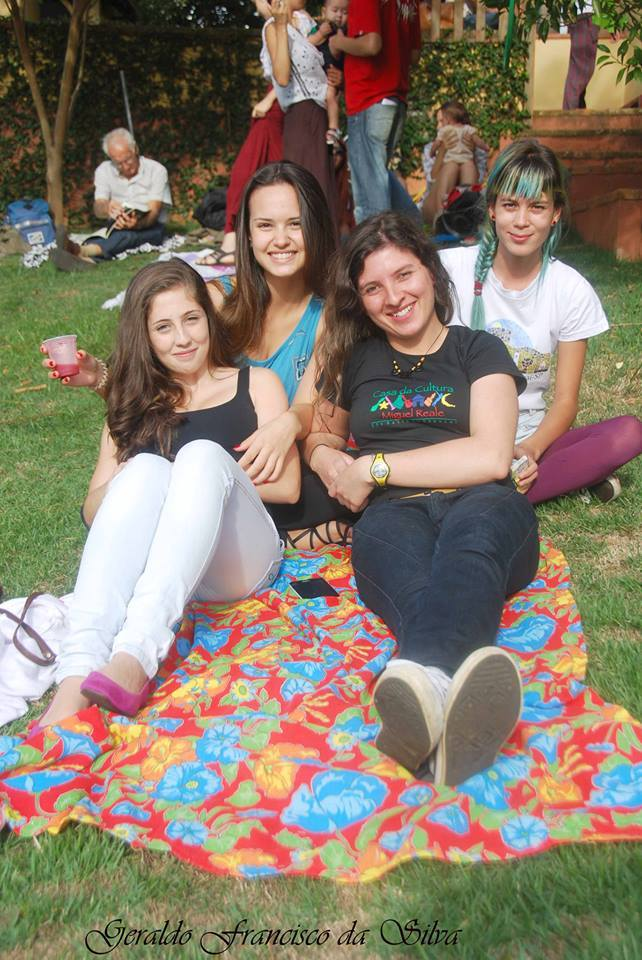 Casa da Cultura
Miguel Reale
Geraldo Francisco da Silva